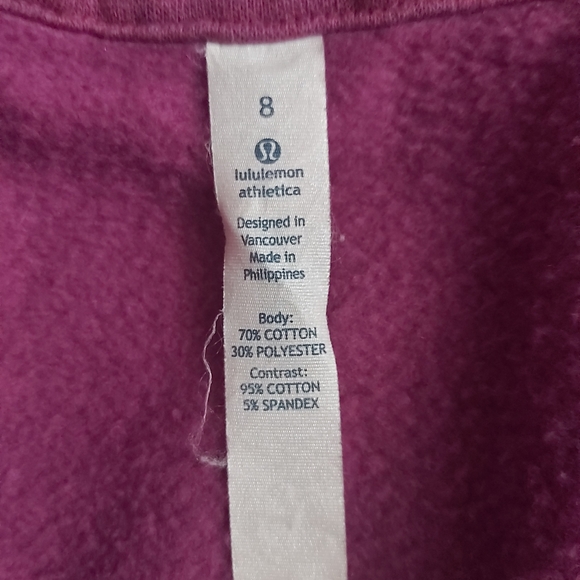 8
lululemon
athletica
Designed in
Vancouver
Made in
Philippines
Body:
70% COTTON
30% POLYESTER
Contrast:
95% COTTON
5% SPANDEX